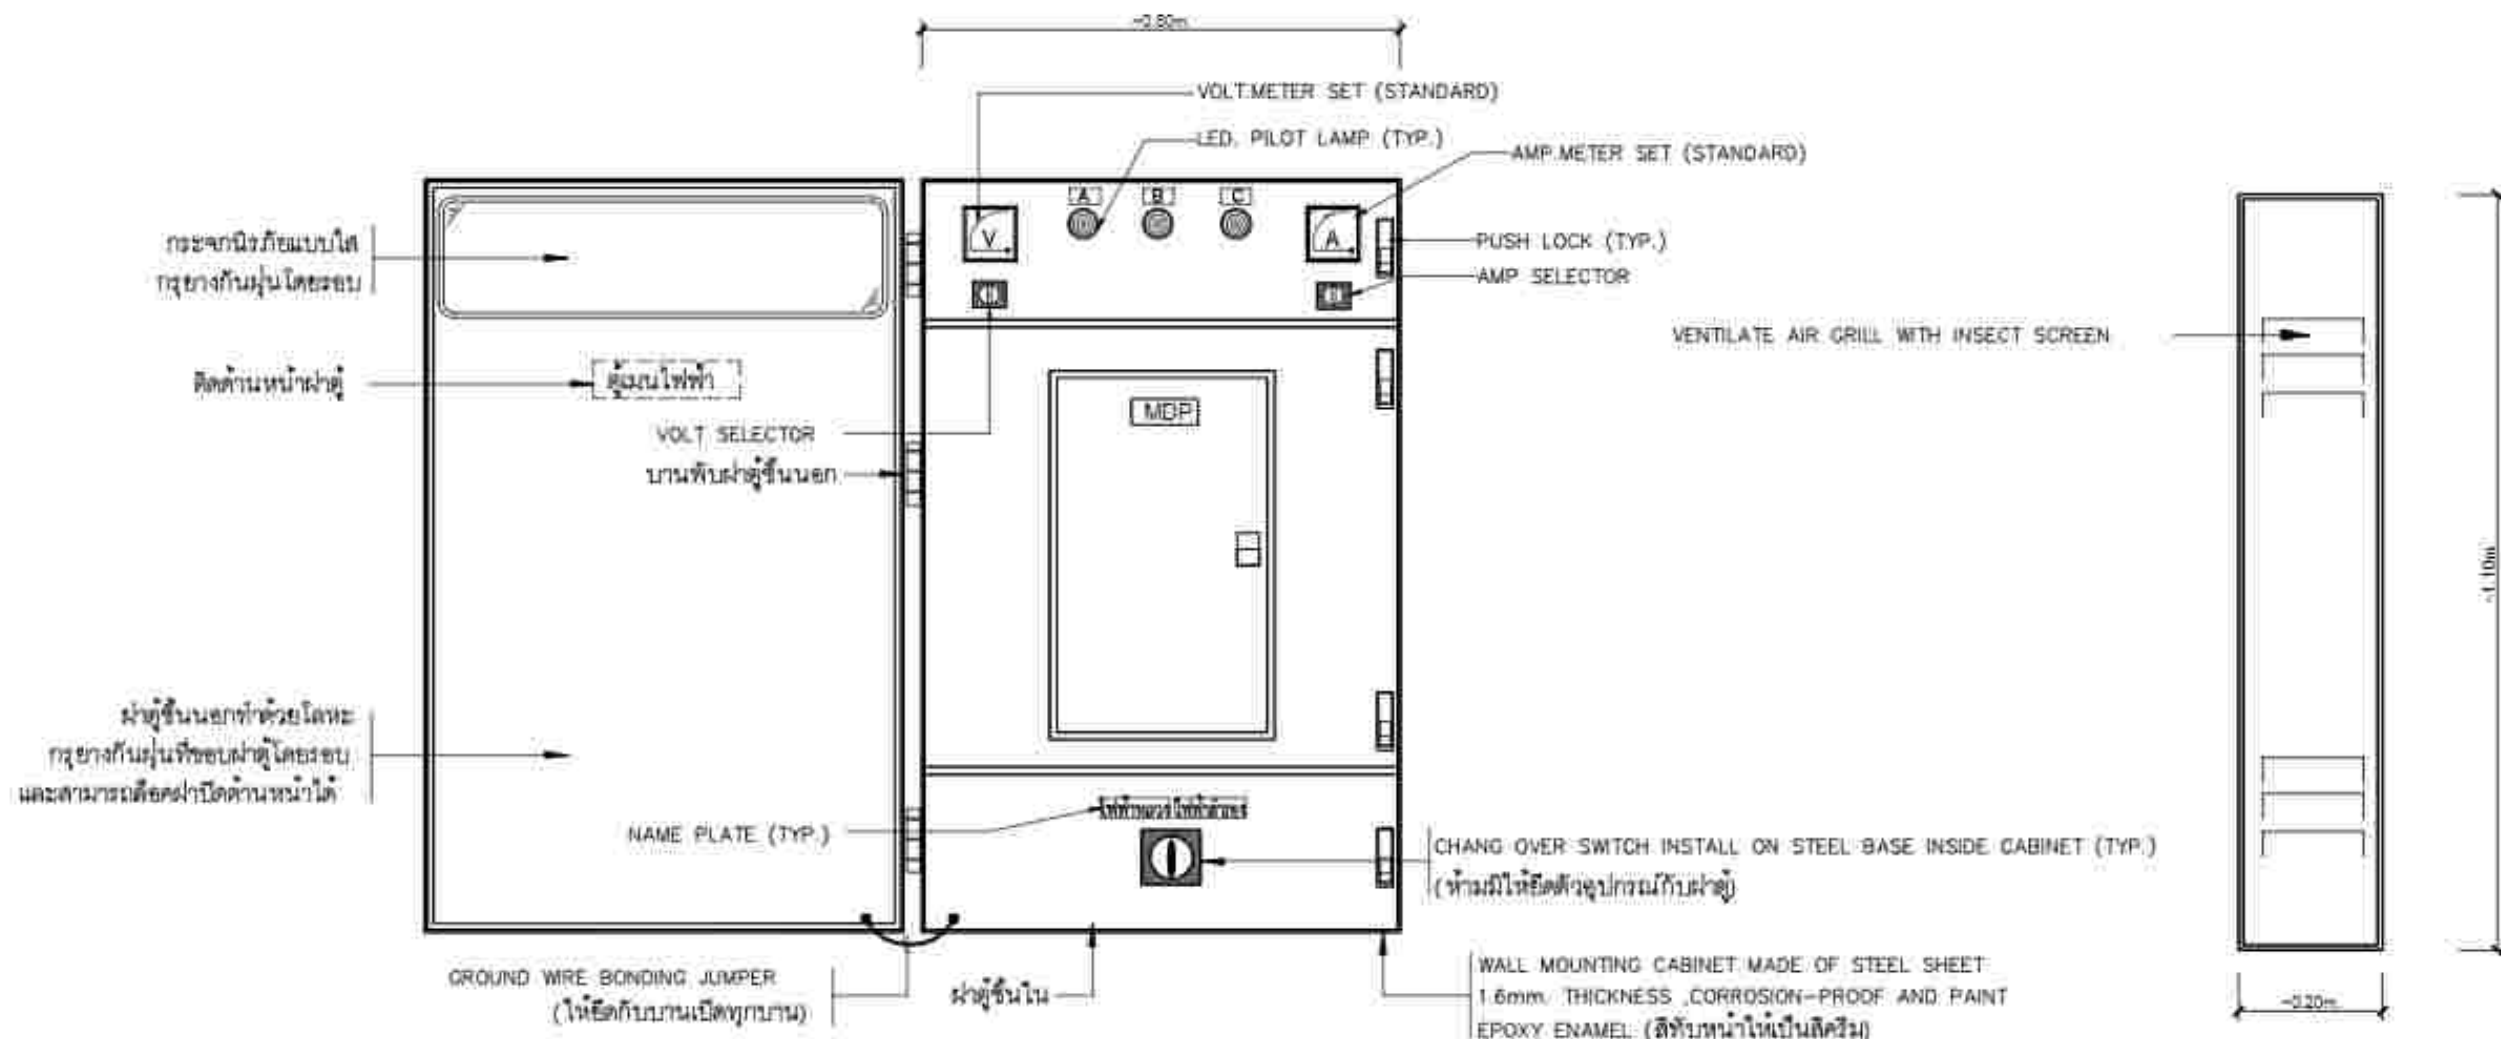 ~0.80m.
VOLT.METER SET (STANDARD)
LED. PILOT LAMP (TYP.)
AMP.METER SET (STANDARD)
A
B
C
V
A
กระจกนิรภัยแบบใส
กรุยางกันฝุ่นโดยรอบ
PUSH LOCK (TYP.)
AMP SELECTOR
VENTILATE AIR GRILL WITH INSECT SCREEN
ติดด้านหน้าฝาตู้
ตู้เมนไฟฟ้า
MDP
VOLT SELECTOR
บานพับฝาตู้ชั้นนอก
~1.10m
ฝาตู้ชั้นนอกทำด้วยโลหะ
กรุยางกันฝุ่นที่ขอบฝาตู้โดยรอบ
และสามารถล็อคฝาปิดด้านหน้าได้
NAME PLATE (TYP.)
CHANG OVER SWITCH INSTALL ON STEEL BASE INSIDE CABINET (TYP.)
(ห้ามมิให้ยึดตัวอุปกรณ์กับฝาตู้)
GROUND WIRE BONDING JUMPER
(ให้ยึดกับบานเปิดทุกบาน)
ฝาตู้ชั้นใน
WALL MOUNTING CABINET MADE OF STEEL SHEET
1.6mm. THICKNESS ,CORROSION-PROOF AND PAINT
EPOXY ENAMEL (สีทับหน้าให้เป็นสีครีม)
~0.20m.